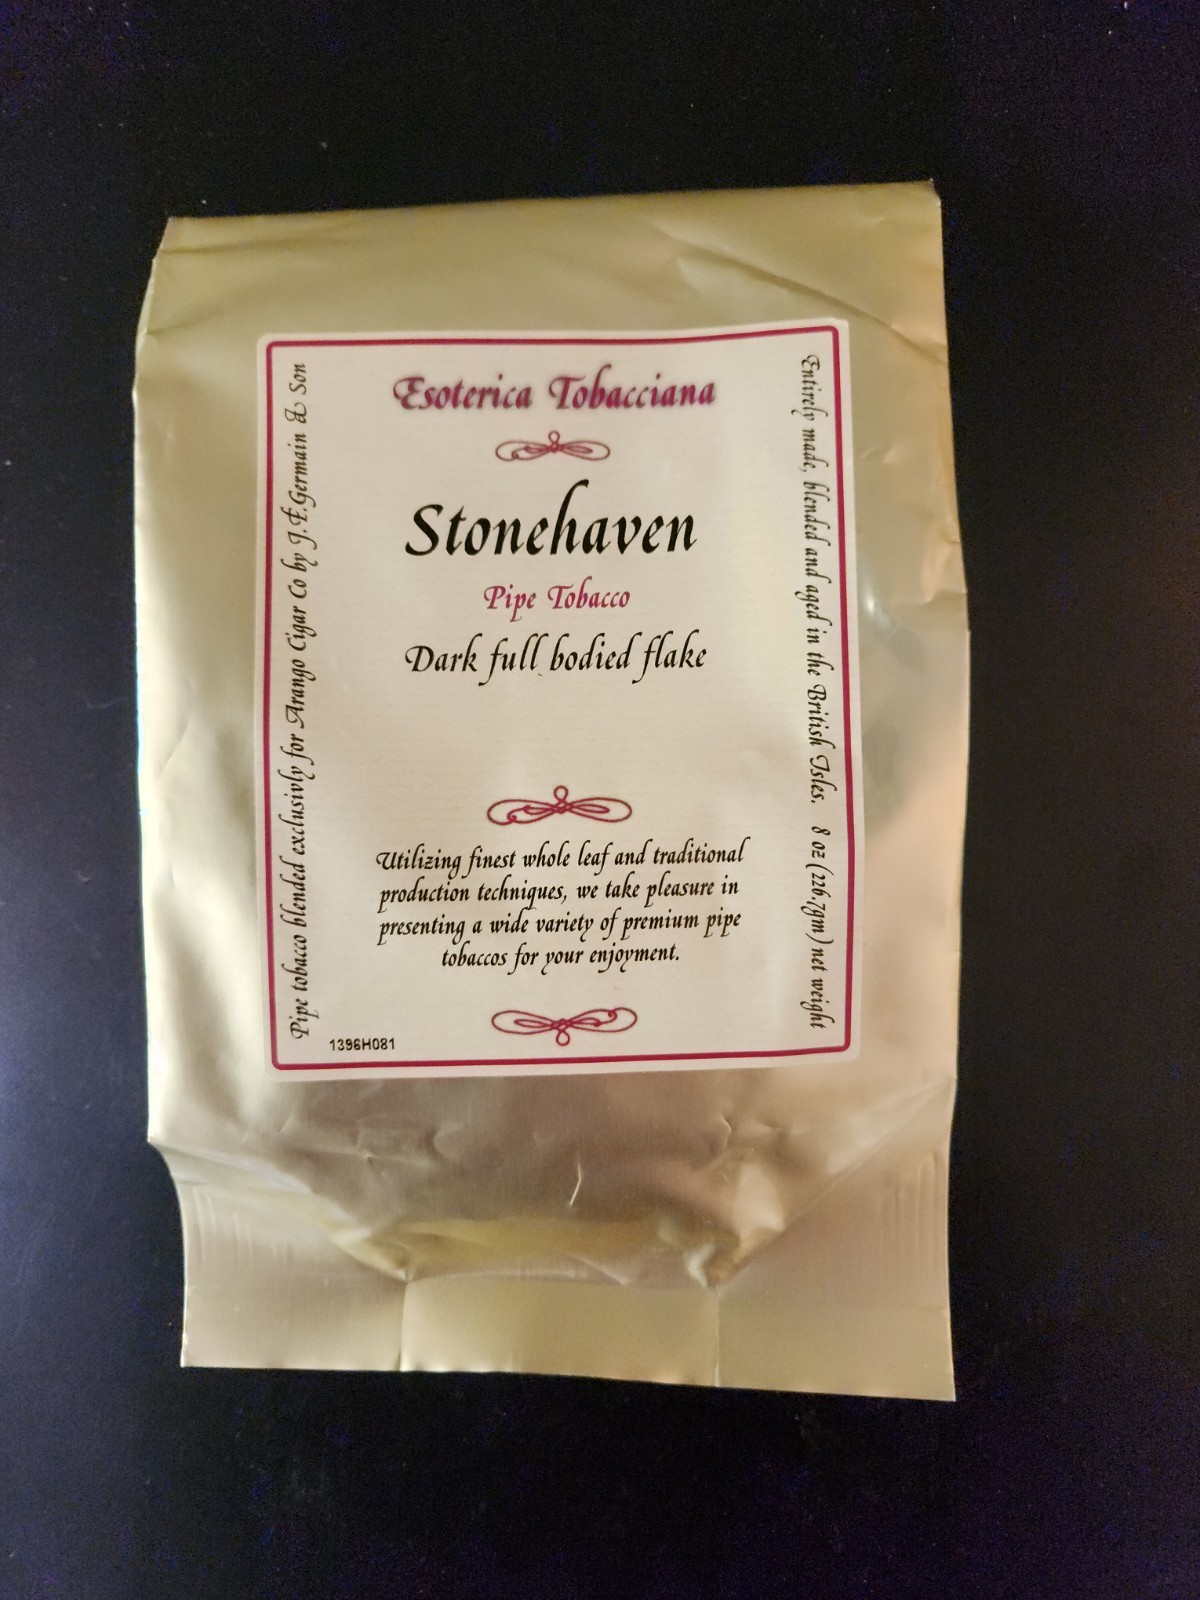 Esoterica Tobacciana
Stonehaven
Pipe Tobacco
Dark full bodied flake
Utilizing finest whole leaf and traditional
production techniques, we take pleasure in
presenting a wide variety of premium pipe
tobaccos for your enjoyment.
1396H081
Pipe tobacco blended exclusivly for Arango Cigar Co by J.E.Germain & Son
Entirely made, blended and aged in the British Isles. 8 oz (226.7gm) net weight